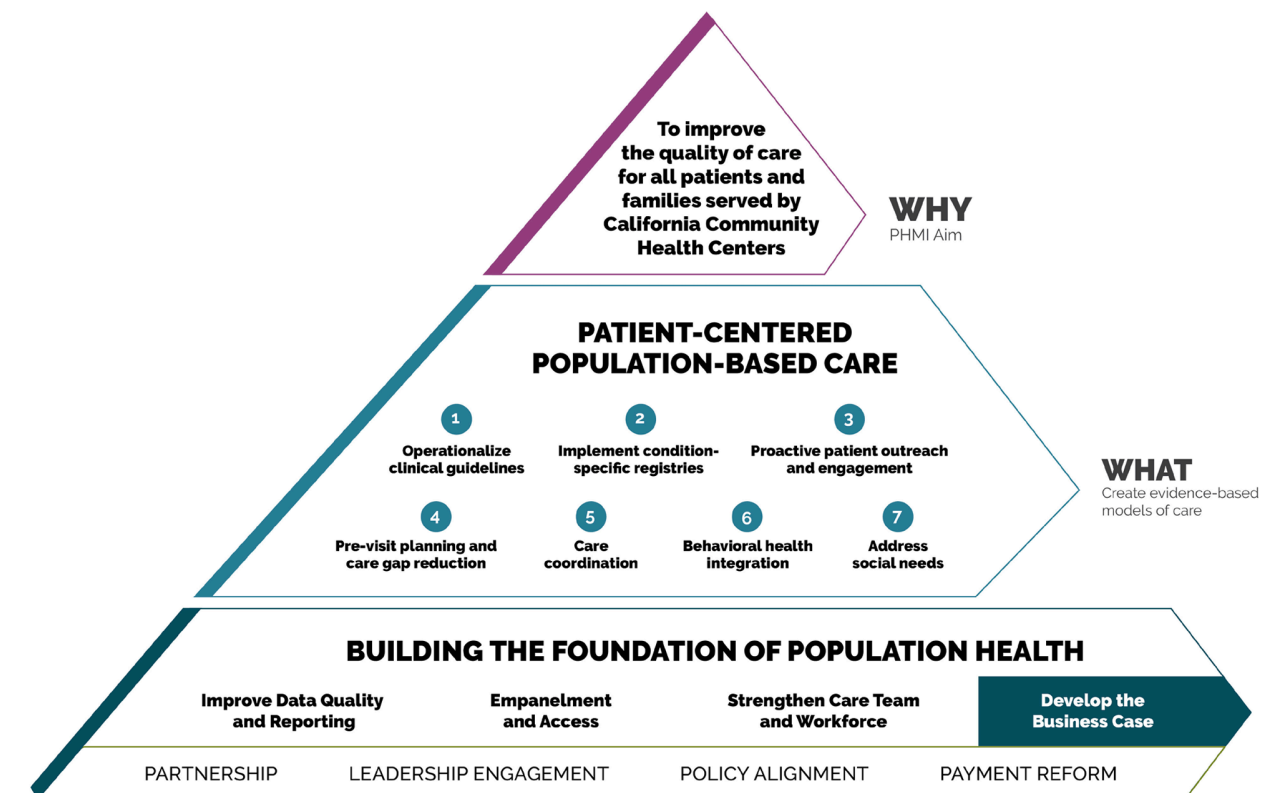 To improve
the quality of care
for all patients and
families served by
California Community
Health Centers
WHY
PHMI Aim
PATIENT-CENTERED
POPULATION-BASED CARE
1
Operationalize
clinical guidelines
2
Implement condition-
specific registries
3
Proactive patient outreach
and engagement
4
Pre-visit planning and
care gap reduction
5
Care
coordination
6
Behavioral health
integration
7
Address
social needs
WHAT
Create evidence-based
models of care
BUILDING THE FOUNDATION OF POPULATION HEALTH
Improve Data Quality
and Reporting
Empanelment
and Access
Strengthen Care Team
and Workforce
Develop the
Business Case
PARTNERSHIP
LEADERSHIP ENGAGEMENT
POLICY ALIGNMENT
PAYMENT REFORM